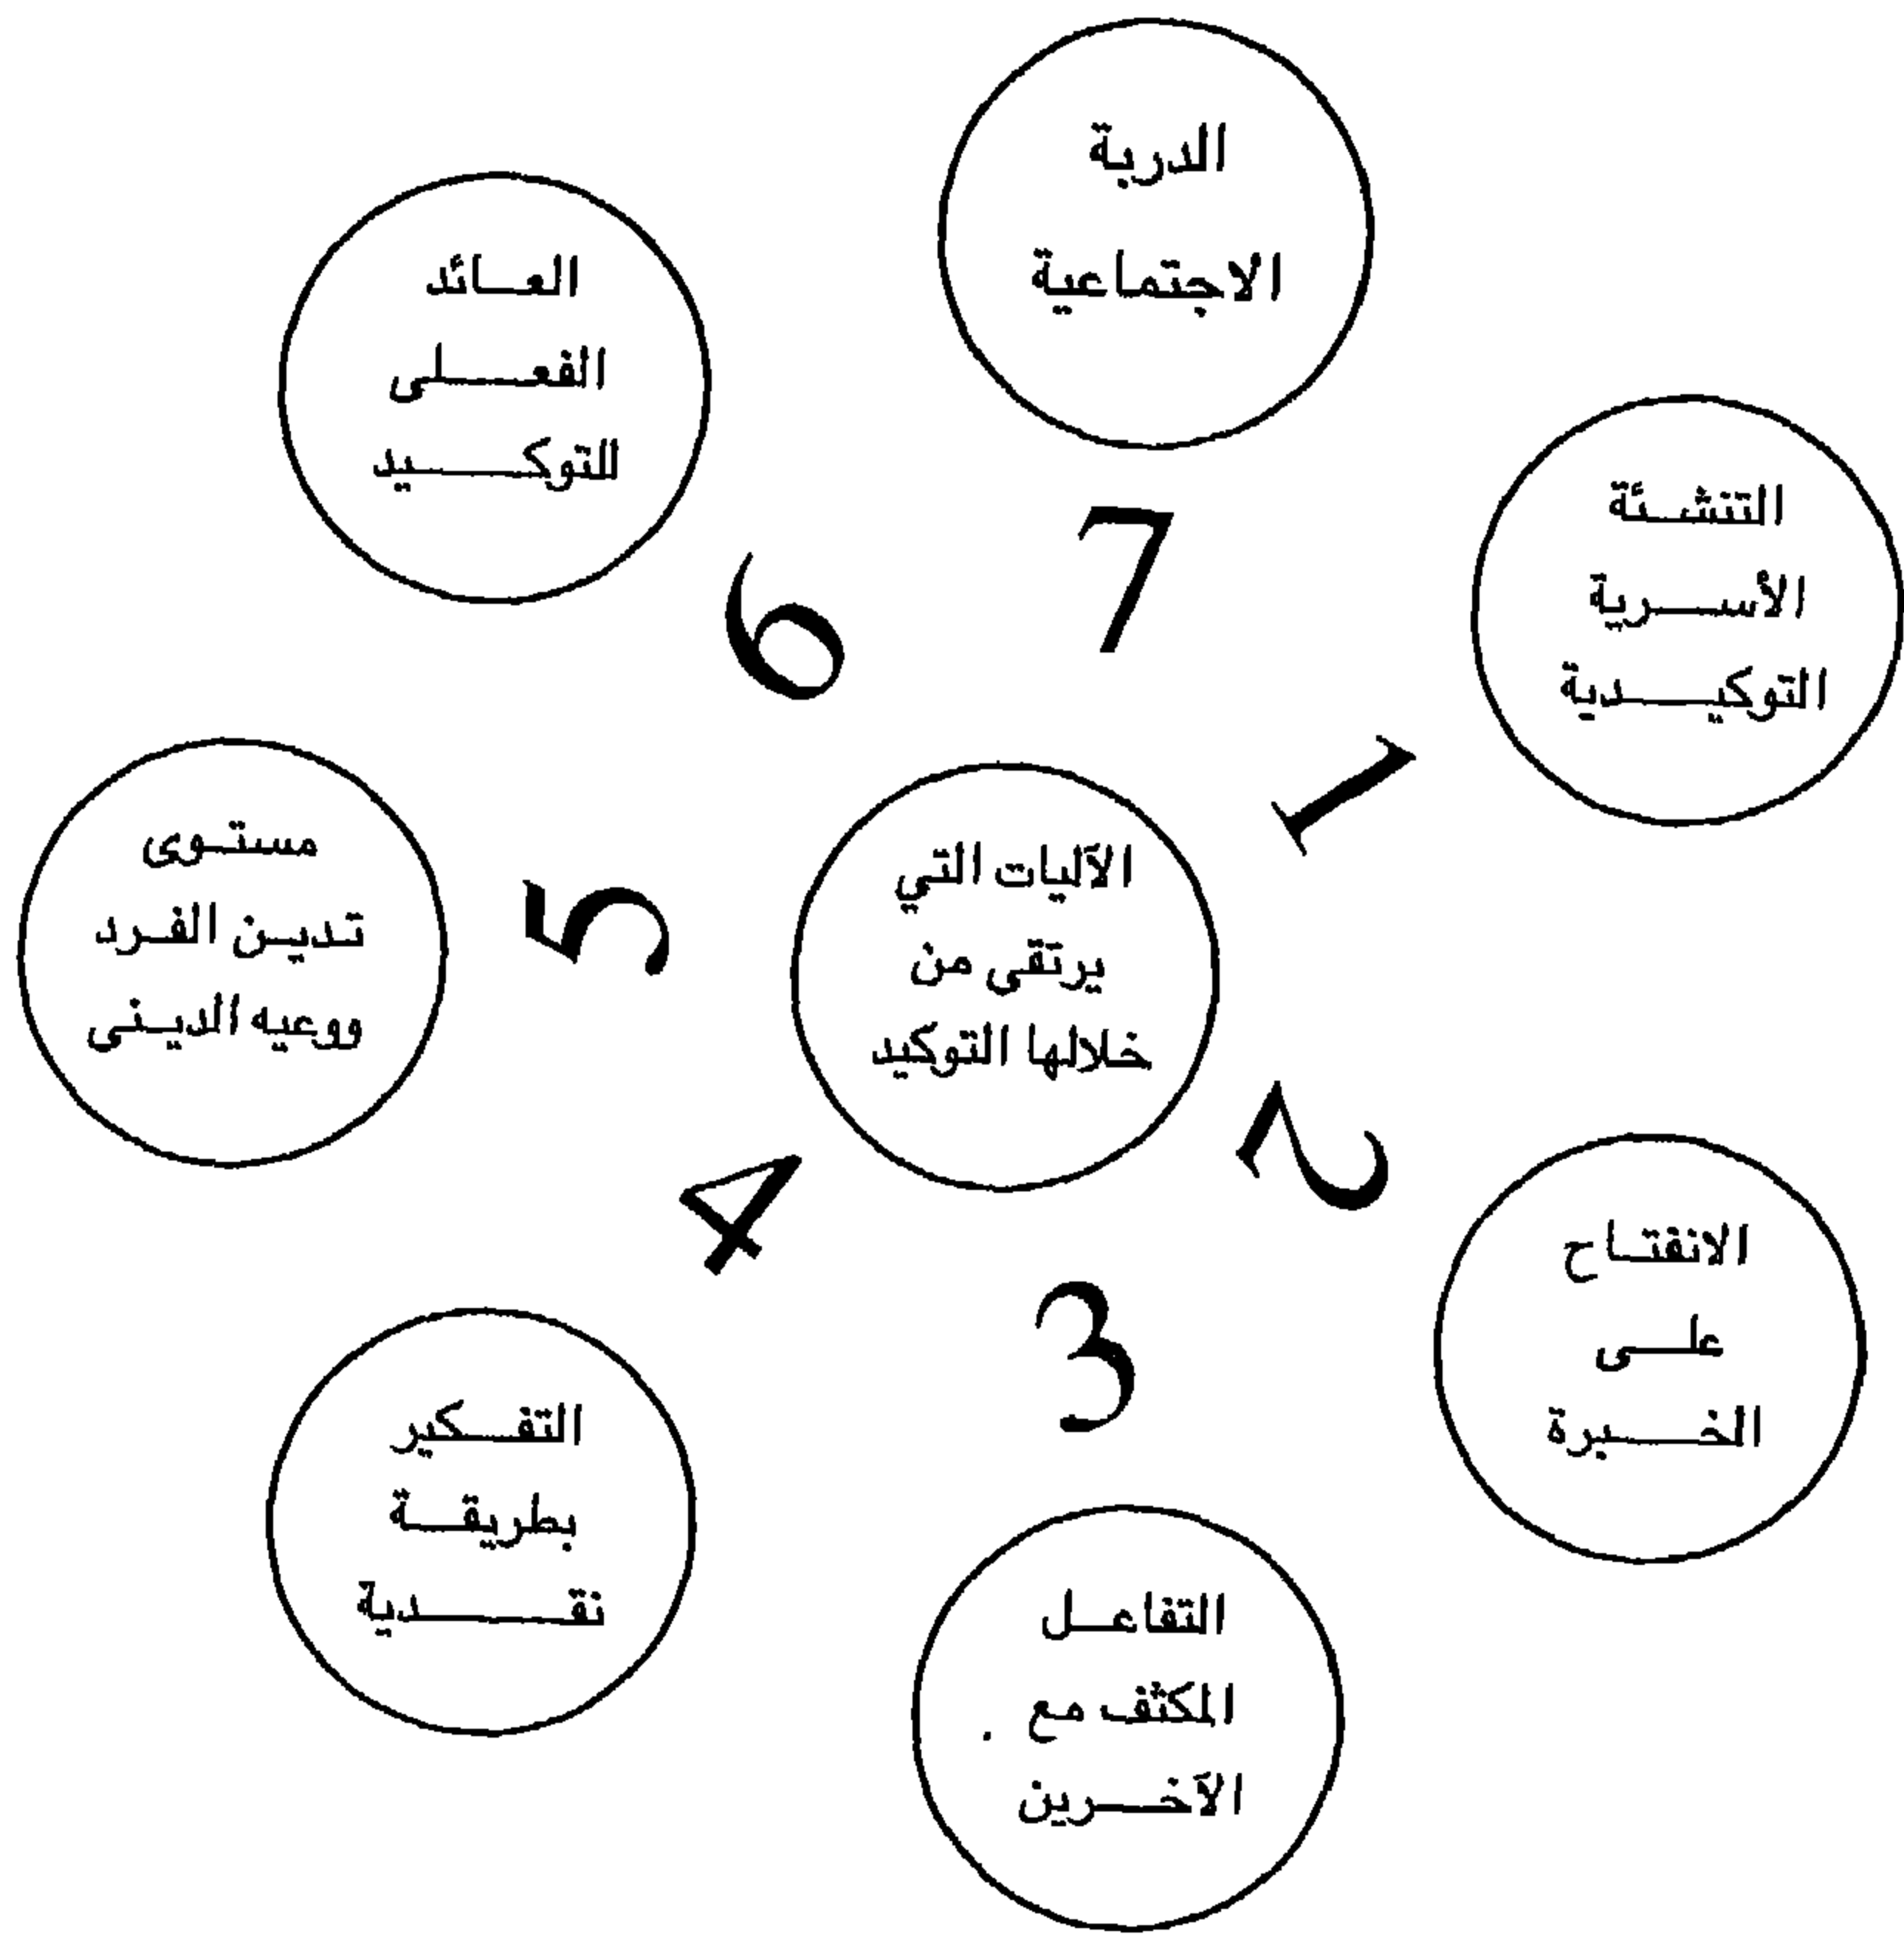 الدربة
الاجتماعية
7
التنشئة
الأسرية
التوكيدية
1
الانفتاح
على
الخبرة
2
التفاعل
المكثف مع
الآخرين
3
التفكير
بطريقة
نقدية
4
مستوى
تدين الفرد
ووعيه الدينى
5
العائد
الفعلى
للتوكيد
6
الآليات التي
يرتقى من
خلالها التوكيد